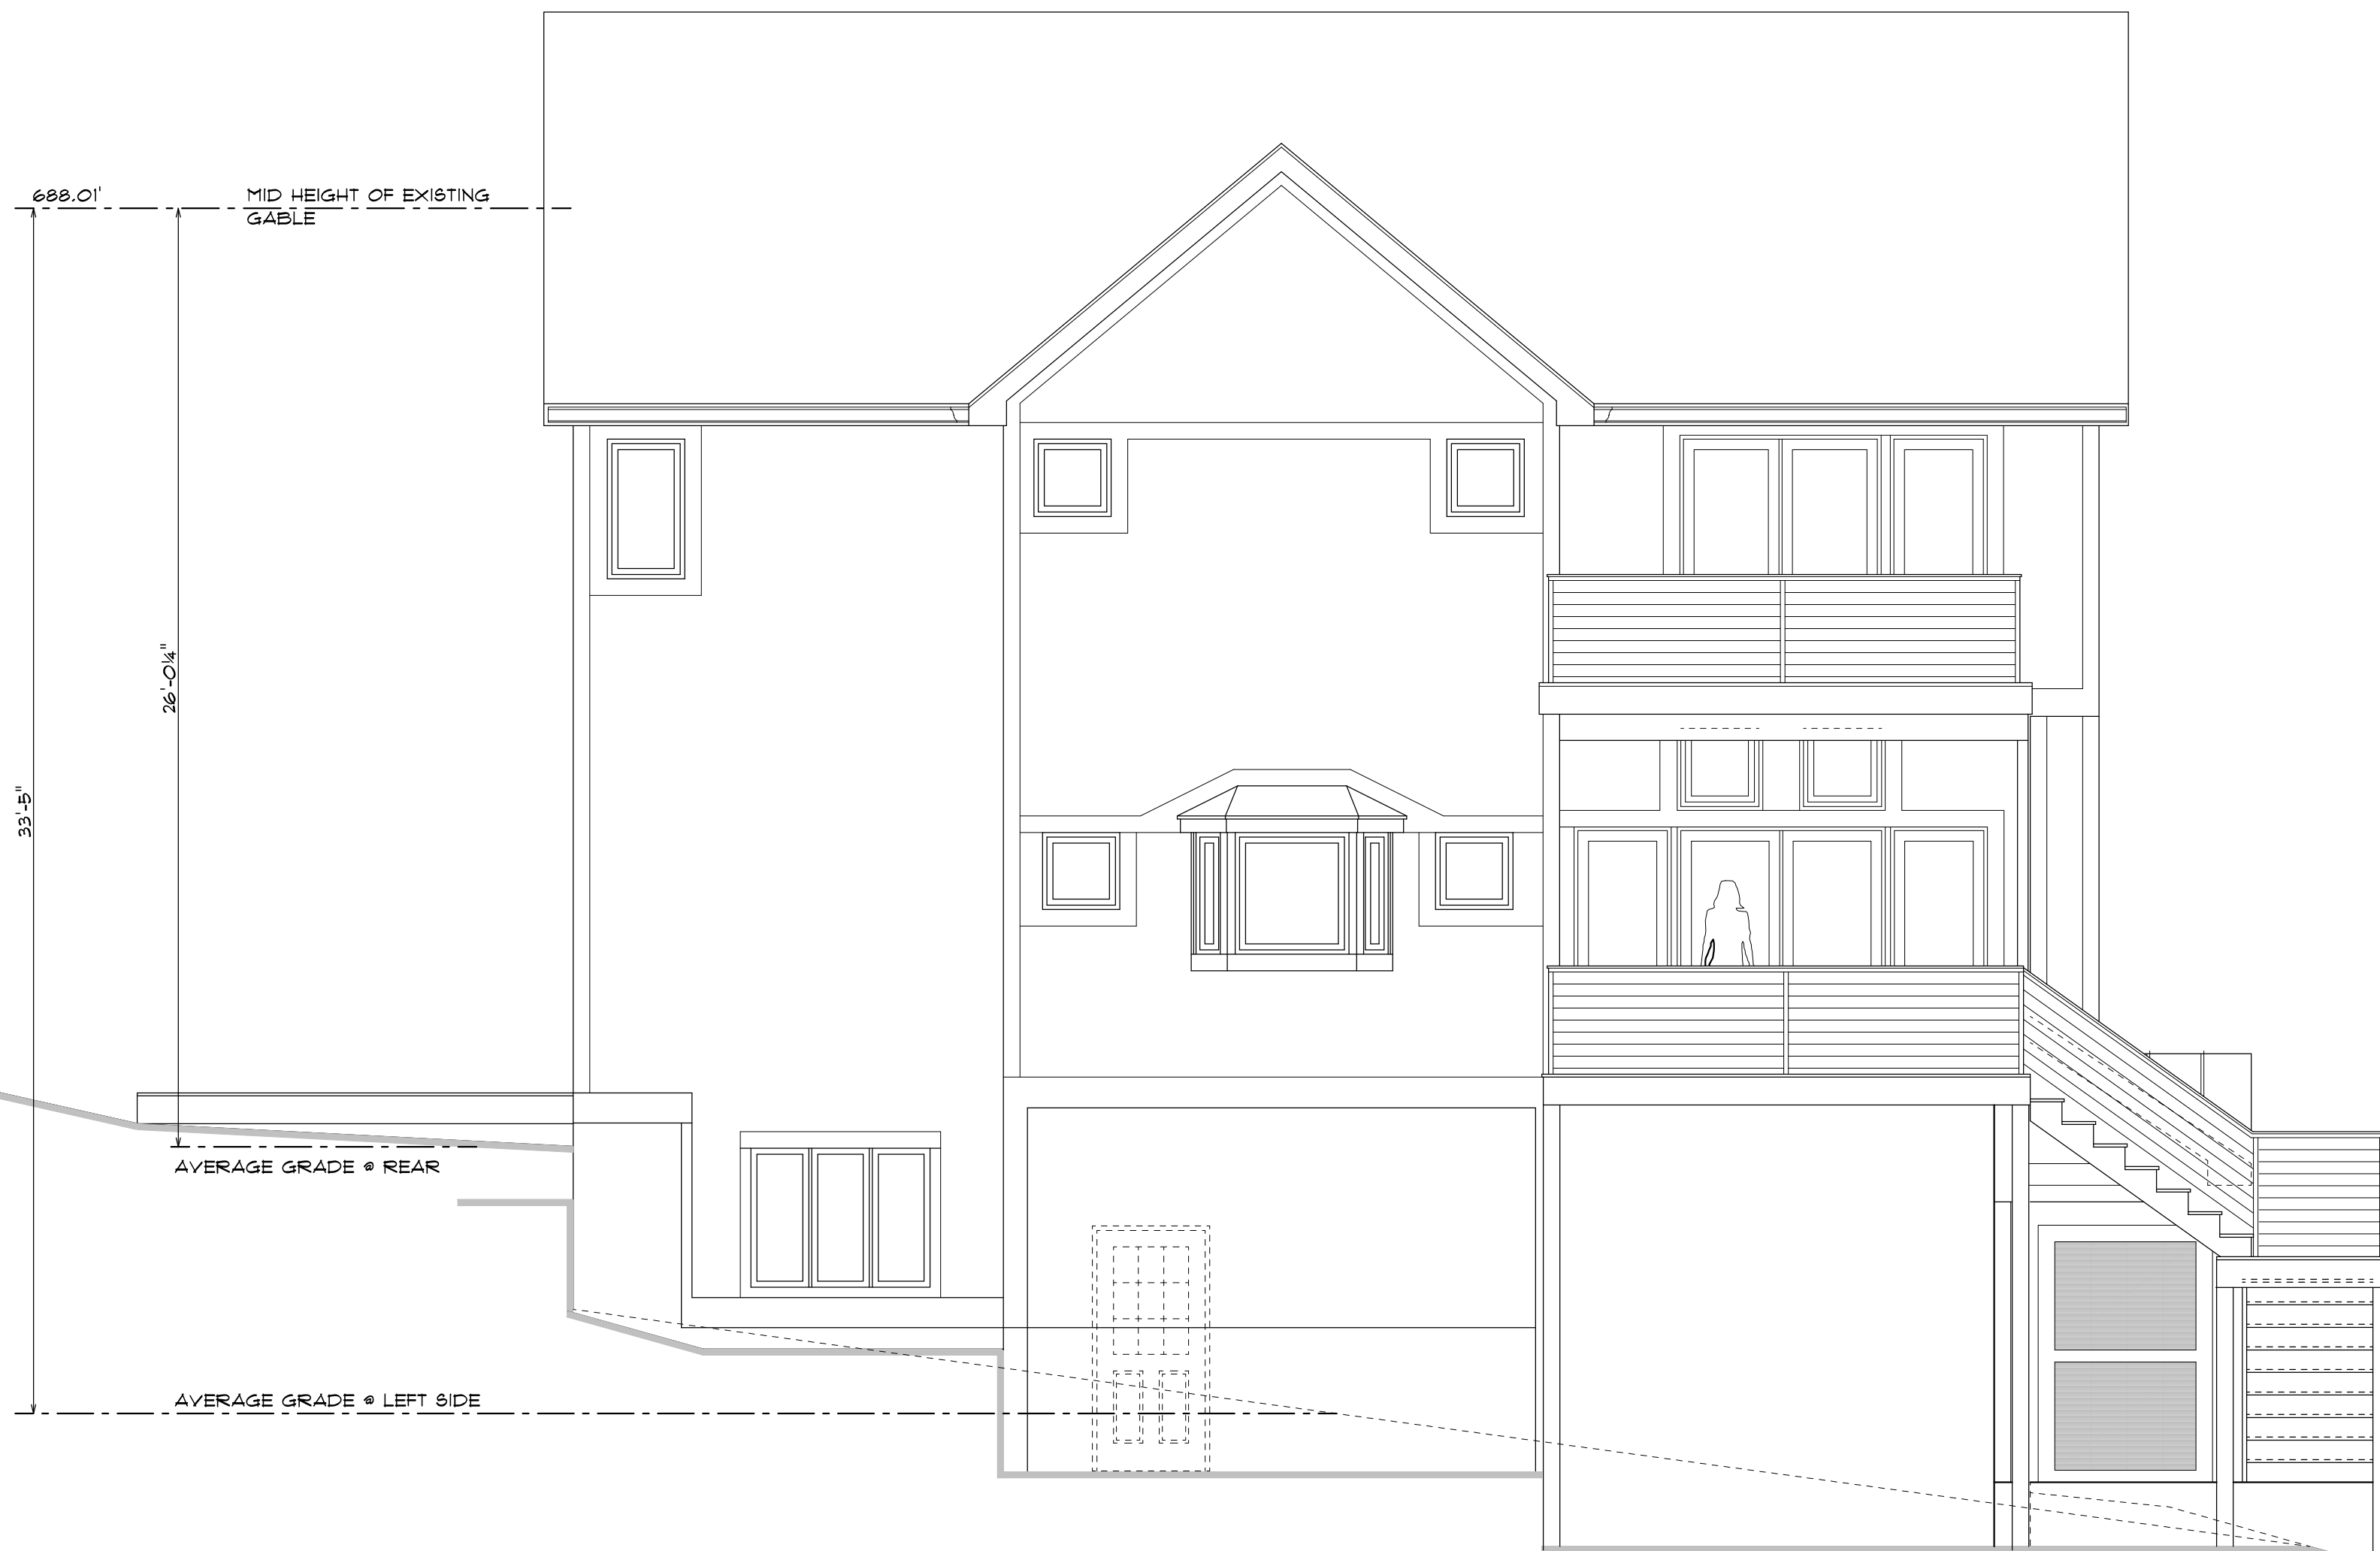 688.01'
MID HEIGHT OF EXISTING
GABLE
26'-0¼"
33'-5"
AVERAGE GRADE @ REAR
AVERAGE GRADE @ LEFT SIDE